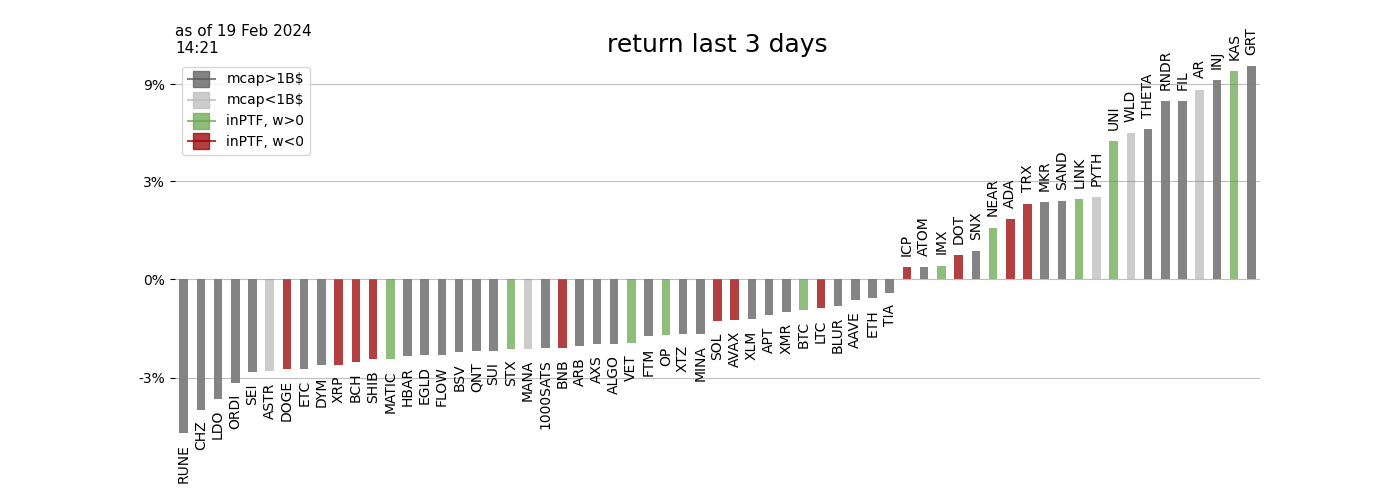 as of 19 Feb 2024
14:21
return last 3 days
mcap>1B$
mcap<1B$
inPTF, w>0
inPTF, w<0
9%
3%
0%
-3%
RUNE
CHZ
LDO
ORDI
SEI
ASTR
DOGE
ETC
DYM
XRP
BCH
SHIB
MATIC
HBAR
EGLD
FLOW
BSV
QNT
SUI
STX
MANA
1000SATS
BNB
ARB
AXS
ALGO
VET
FTM
OP
XTZ
MINA
SOL
AVAX
XLM
APT
XMR
BTC
LTC
BLUR
AAVE
ETH
TIA
ICP
ATOM
IMX
DOT
SNX
NEAR
ADA
TRX
MKR
SAND
LINK
PYTH
UNI
WLD
THETA
RNDR
FIL
AR
INJ
KAS
GRT